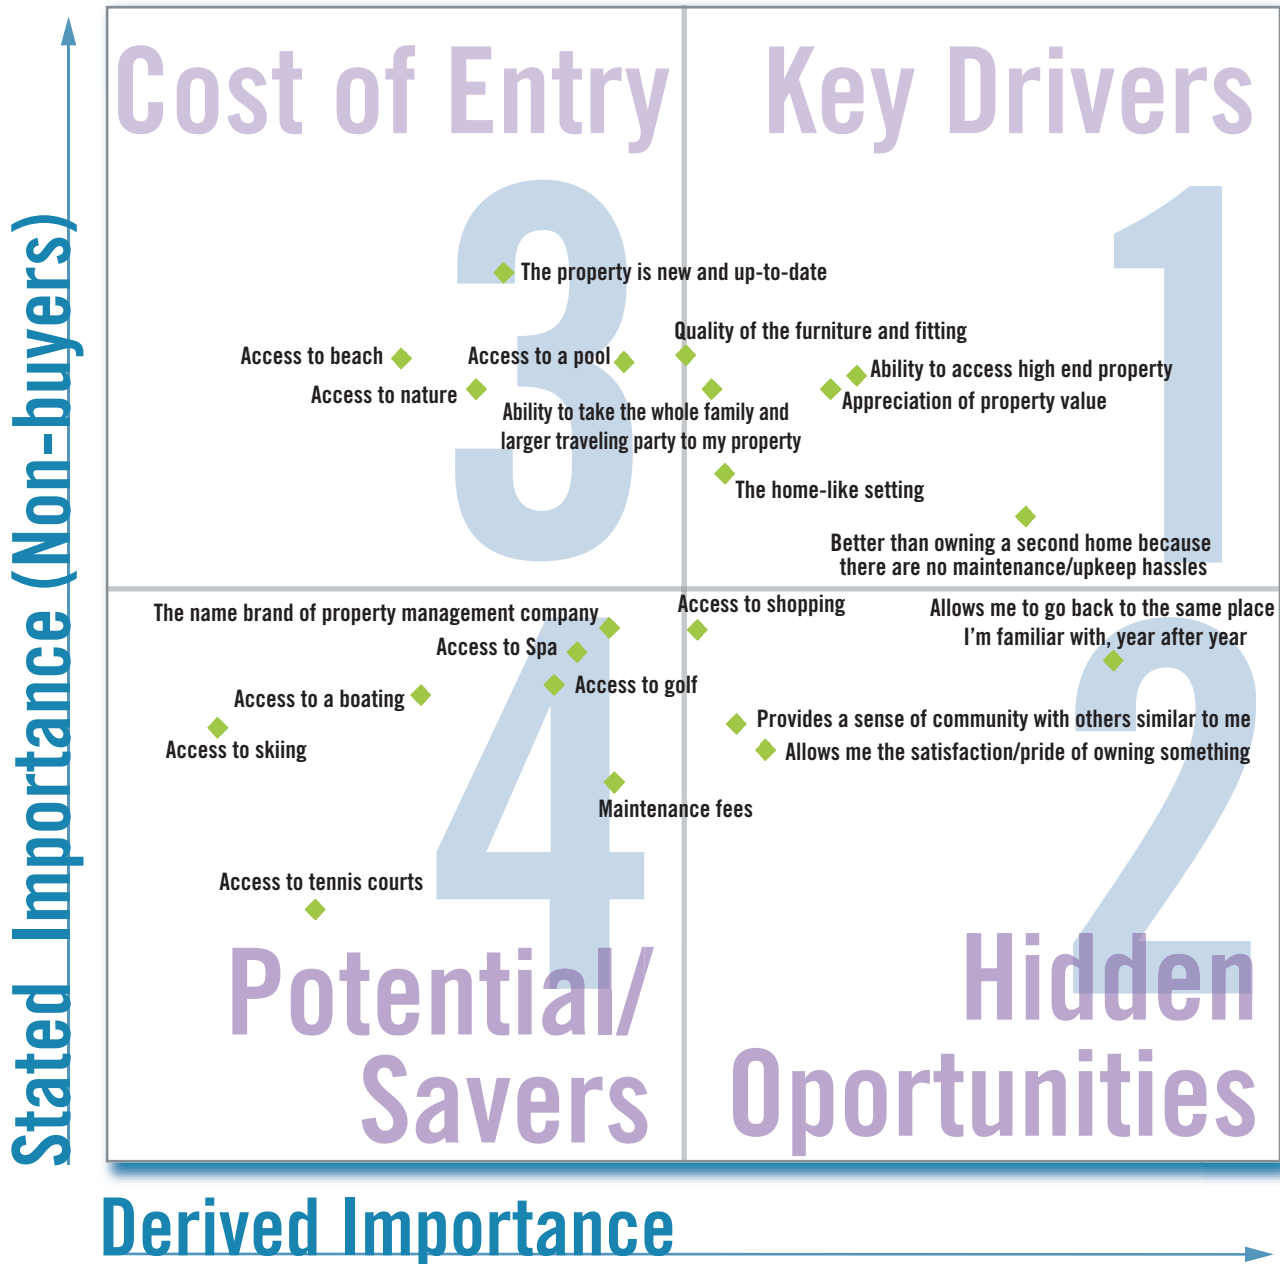 Cost of Entry
Key Drivers
3
1
The property is new and up-to-date
Quality of the furniture and fitting
Access to beach
Access to a pool
Ability to access high end property
Access to nature
Appreciation of property value
Ability to take the whole family and
larger traveling party to my property
The home-like setting
Better than owning a second home because
there are no maintenance/upkeep hassles
The name brand of property management company
Access to shopping
Allows me to go back to the same place
I'm familiar with, year after year
Access to Spa
Access to golf
Access to a boating
Access to skiing
Provides a sense of community with others similar to me
Allows me the satisfaction/pride of owning something
Maintenance fees
4
2
Access to tennis courts
Potential/
Savers
Hidden
Oportunities
Stated Importance (Non-buyers)
Derived Importance